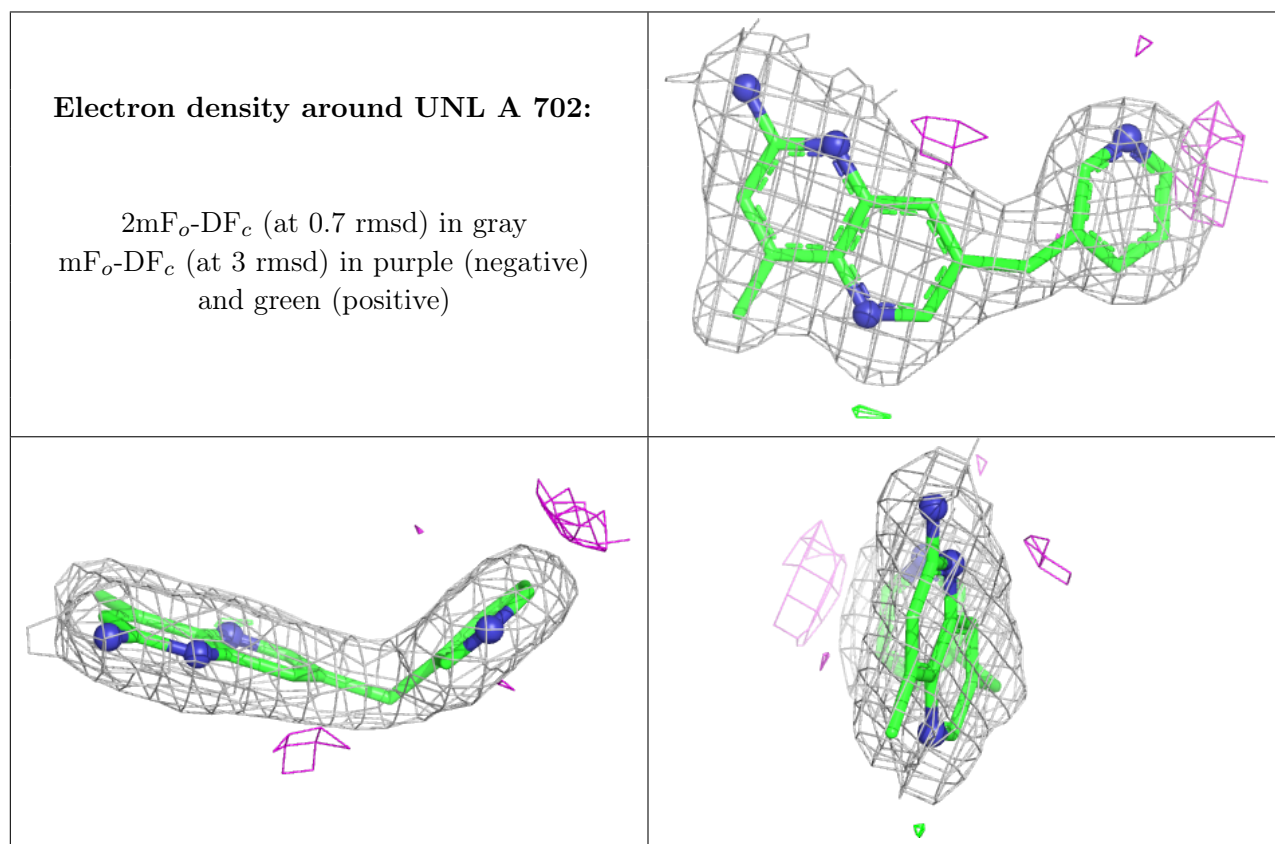 Electron density around UNL A 702:
2mFo-DFc (at 0.7 rmsd) in gray
mFo-DFc (at 3 rmsd) in purple (negative)
and green (positive)